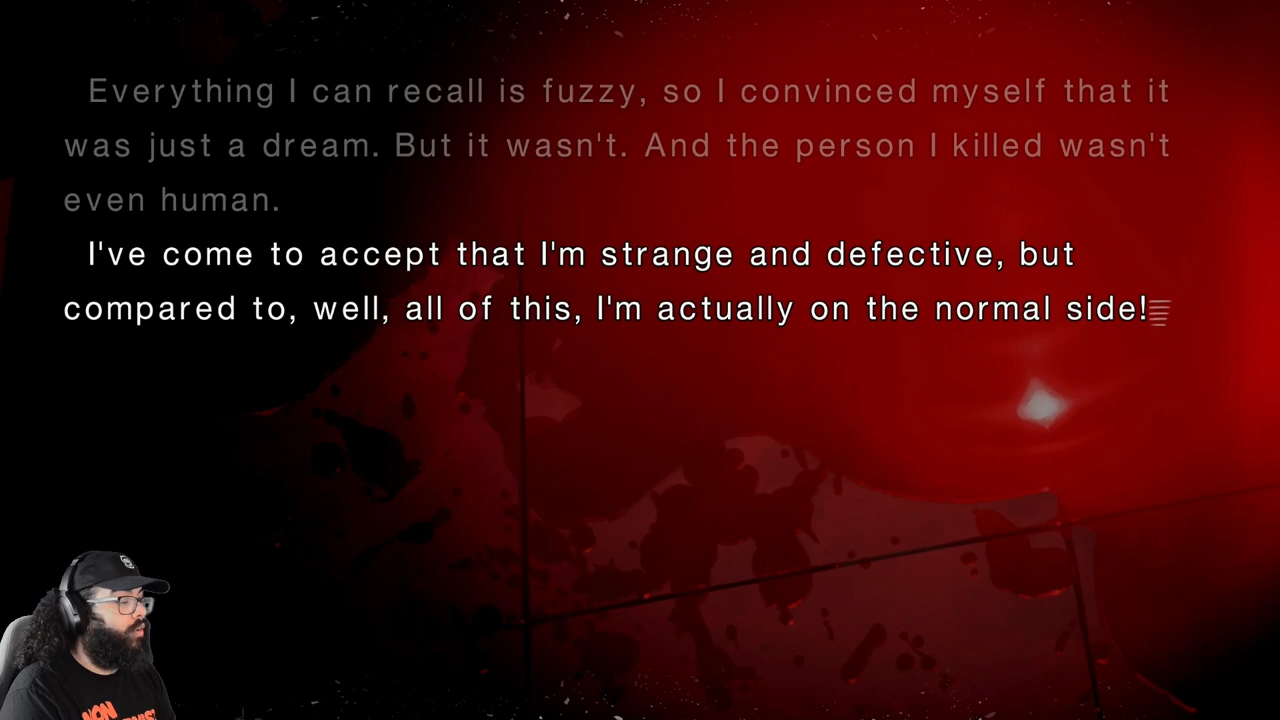 Everything I can recall is fuzzy, so I convinced myself that it
was just a dream. But it wasn't. And the person I killed wasn't
even human.
I've come to accept that I'm strange and defective, but
compared to, well, all of this, I'm actually on the normal side!